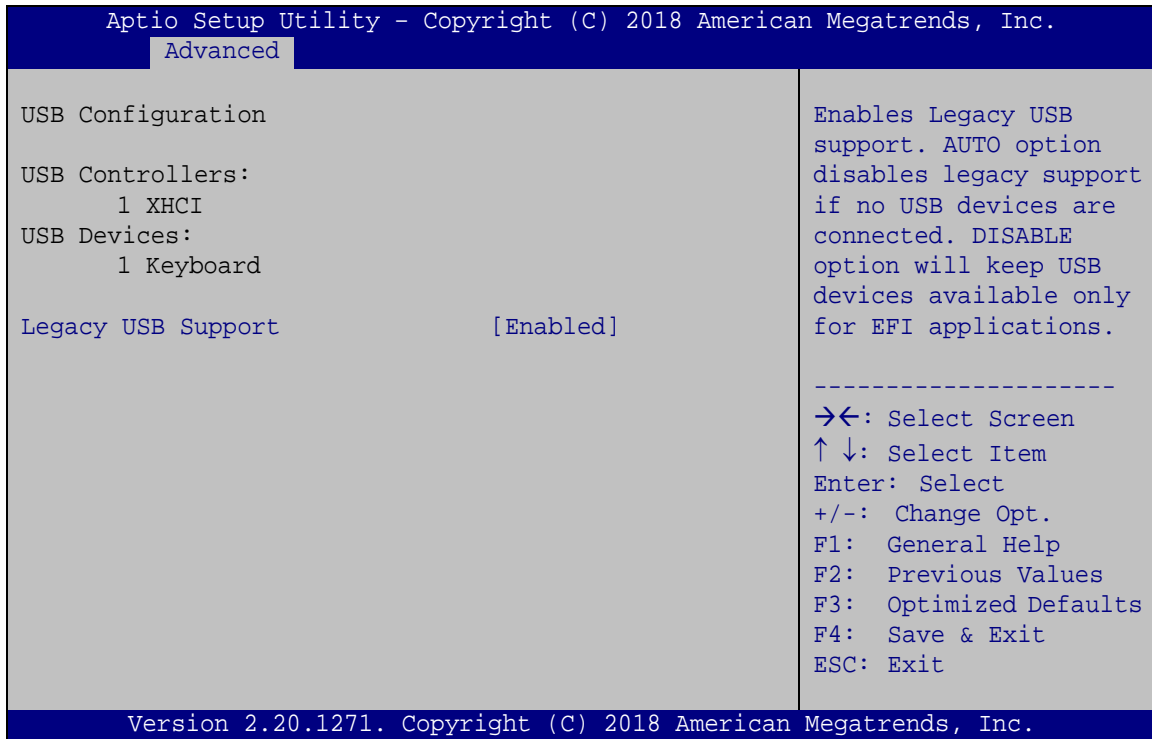 Aptio Setup Utility – Copyright (C) 2018 American Megatrends, Inc.
Advanced
USB Configuration
USB Controllers:
1 XHCI
USB Devices:
1 Keyboard
Legacy USB Support [Enabled]
Enables Legacy USB
support. AUTO option
disables legacy support
if no USB devices are
connected. DISABLE
option will keep USB
devices available only
for EFI applications.
---------------------
→←: Select Screen
↑ ↓: Select Item
Enter: Select
+/-: Change Opt.
F1: General Help
F2: Previous Values
F3: Optimized Defaults
F4: Save & Exit
ESC: Exit
Version 2.20.1271. Copyright (C) 2018 American Megatrends, Inc.